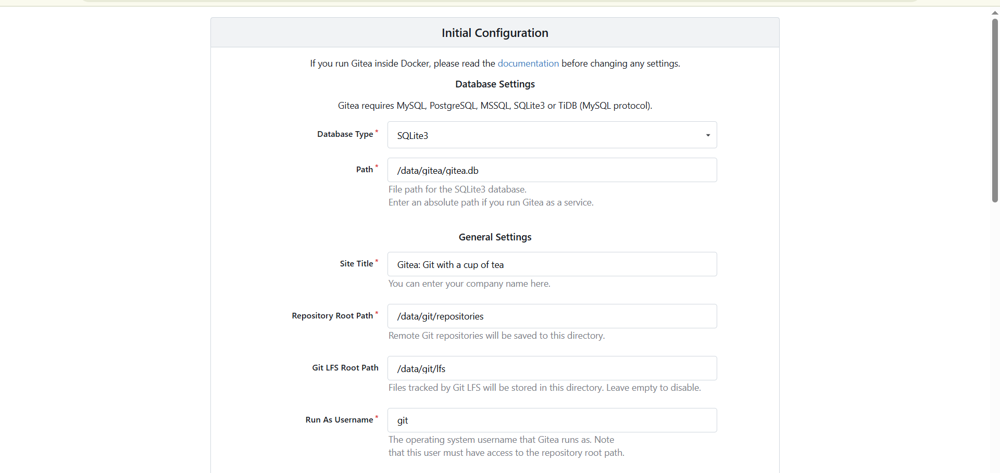 Initial Configuration
If you run Gitea inside Docker, please read the documentation before changing any settings.
Database Settings
Gitea requires MySQL, PostgreSQL, MSSQL, SQLite3 or TiDB (MySQL protocol).
Database Type *
SQLite3
Path *
/data/gitea/gitea.db
File path for the SQLite3 database.
Enter an absolute path if you run Gitea as a service.
General Settings
Site Title *
Gitea: Git with a cup of tea
You can enter your company name here.
Repository Root Path *
/data/git/repositories
Remote Git repositories will be saved to this directory.
Git LFS Root Path
/data/git/lfs
Files tracked by Git LFS will be stored in this directory. Leave empty to disable.
Run As Username *
git
The operating system username that Gitea runs as. Note
that this user must have access to the repository root path.